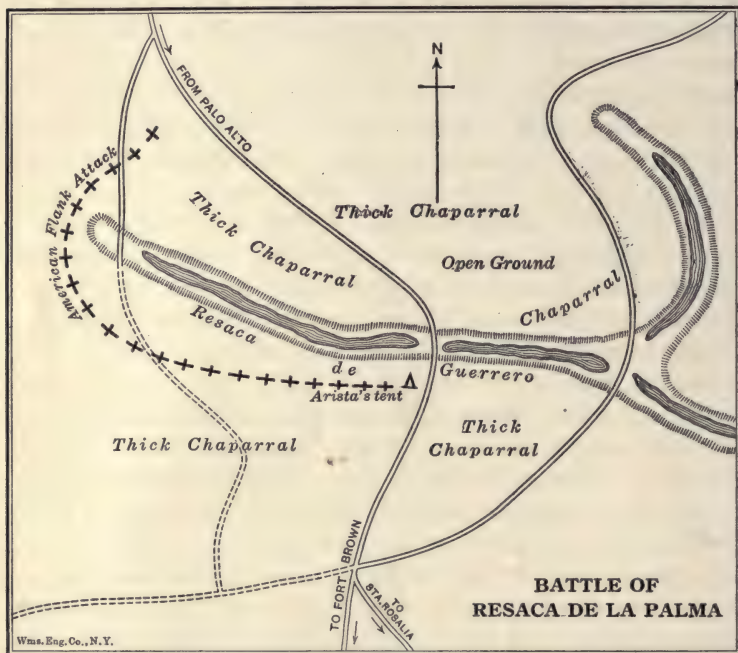 N
FROM PALO ALTO
American Flank Attack
Thick Chaparral
Thick Chaparral
Open Ground
Chaparral
Resaca
de
Guerrero
Arista's tent
Thick Chaparral
Thick
Chaparral
TO FORT BROWN
TO
STA. ROSALIA
BATTLE OF
RESACA DE LA PALMA
Wms. Eng. Co., N.Y.